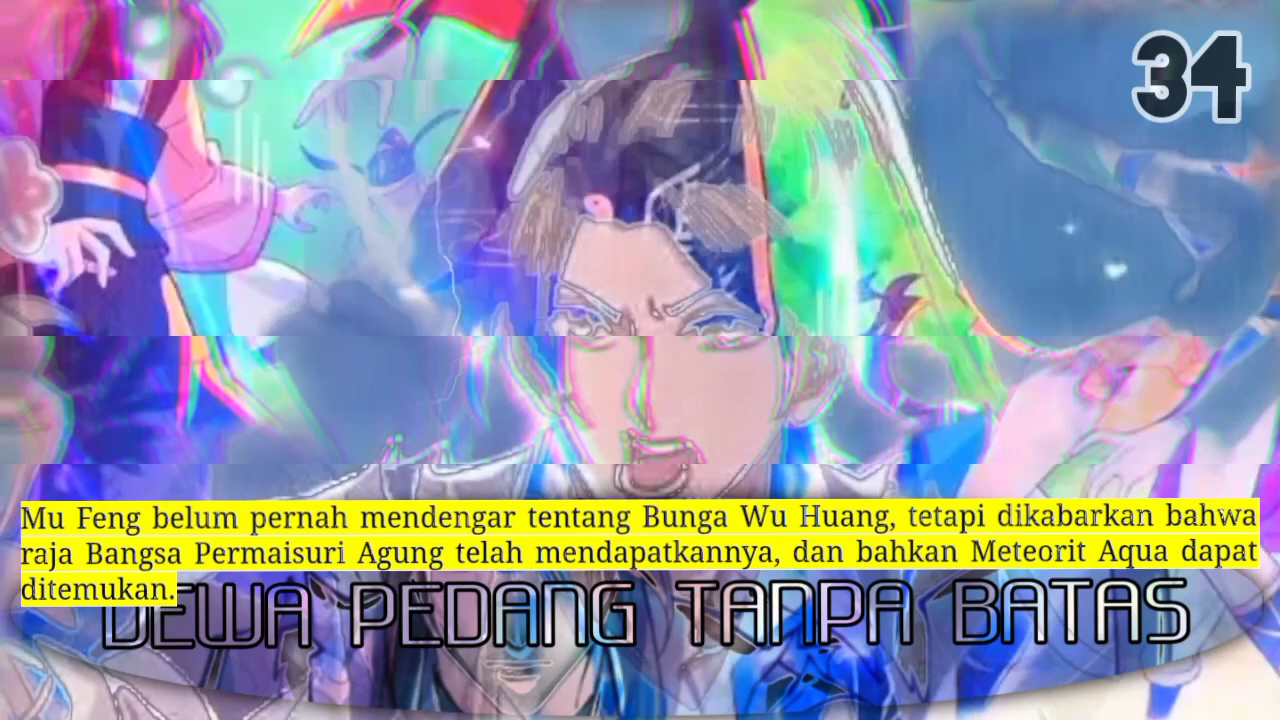 34
Mu Feng belum pernah mendengar tentang Bunga Wu Huang, tetapi dikabarkan bahwa
raja Bangsa Permaisuri Agung telah mendapatkannya, dan bahkan Meteorit Aqua dapat
ditemukan.
DEWA PEDANG TANPA BATAS